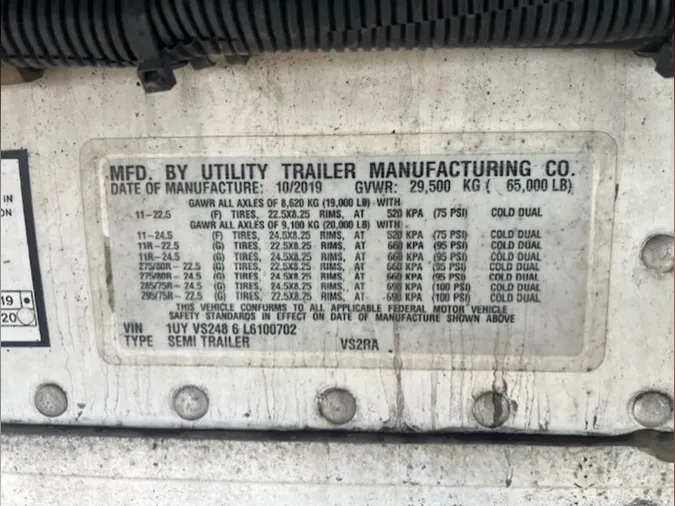 MFD. BY UTILITY TRAILER MANUFACTURING CO.
DATE OF MANUFACTURE: 10/2019 GVWR: 29,500 KG ( 65,000 LB)
GAWR ALL AXLES OF 8,620 KG (19,000 LB) WITH
11-22.5 (F) TIRES, 22.5X8.25 RIMS, AT 520 KPA (75 PSI) COLD DUAL
GAWR ALL AXLES OF 9,100 KG (20,000 LB) WITH:
11-24.5 (F) TIRES, 24.5X8.25 RIMS, AT 520 KPA (75 PSI) COLD DUAL
11R-22.5 (G) TIRES, 22.5X8.25 RIMS, AT 660 KPA (95 PSI) COLD DUAL
11R-24.5 (G) TIRES, 24.5X8.25 RIMS, AT 660 KPA (95 PSI) COLD DUAL
275/80R-22.5 (G) TIRES, 22.5X8.25 RIMS, AT 660 KPA (95 PSI) COLD DUAL
275/80R-24.5 (G) TIRES, 24.5X8.25 RIMS, AT 660 KPA (95 PSI) COLD DUAL
285/75R-24.5 (G) TIRES, 24.5X8.25 RIMS, AT 690 KPA (100 PSI) COLD DUAL
295/75R-22.5 (G) TIRES, 22.5X8.25 RIMS, AT 690 KPA (100 PSI) COLD DUAL
THIS VEHICLE CONFORMS TO ALL APPLICABLE FEDERAL MOTOR VEHICLE
SAFETY STANDARDS IN EFFECT ON DATE OF MANUFACTURE SHOWN ABOVE
VIN 1UY VS248 6 L6100702
TYPE SEMI TRAILER VS2RA
IN
ON
19
20